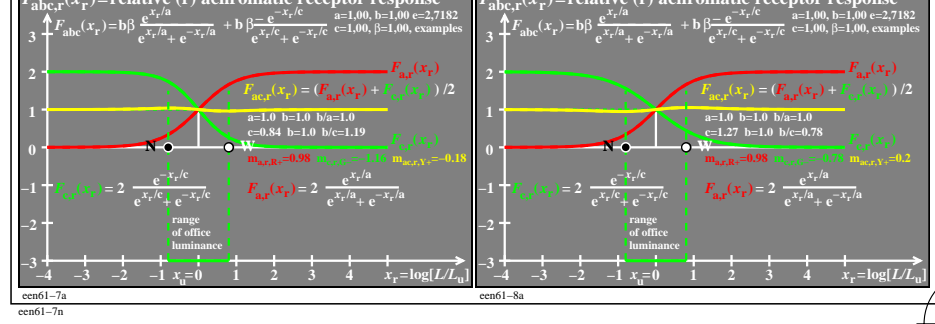 F_abc,r(x_r)=relative (r) achromatic receptor response
F_abc(x_r)=bβ e^(x_r/a) / (e^(x_r/a) + e^(−x_r/a)) + b β − e^(−x_r/c) / (e^(x_r/c) + e^(−x_r/c))
a=1,00, b=1,00 e=2,7182
c=1,00, β=1,00, examples
3
2
1
0
−1
−2
−3
F_a,r(x_r)
F_ac,r(x_r) = (F_a,r(x_r) + F_c,r(x_r)) /2
a=1.0 b=1.0 b/a=1.0
c=0.84 b=1.0 b/c=1.19
F_c,r(x_r)
N
W
m_a,r,R+=0.98 m_c,r,G−=−1.16 m_ac,r,Y+=−0.18
F_c,r(x_r)= 2 e^(−x_r/c) / (e^(x_r/c) + e^(−x_r/c))
F_a,r(x_r)= 2 e^(x_r/a) / (e^(x_r/a) + e^(−x_r/a))
range
of office
luminance
−4 −3 −2 −1 x_u=0 1 2 3 4 x_r=log[L/L_u]
een61−7a
F_abc,r(x_r)=relative (r) achromatic receptor response
F_abc(x_r)=bβ e^(x_r/a) / (e^(x_r/a) + e^(−x_r/a)) + b β − e^(−x_r/c) / (e^(x_r/c) + e^(−x_r/c))
a=1,00, b=1,00 e=2,7182
c=1,00, β=1,00, examples
3
2
1
0
−1
−2
−3
F_a,r(x_r)
F_ac,r(x_r) = (F_a,r(x_r) + F_c,r(x_r)) /2
a=1.0 b=1.0 b/a=1.0
c=1.27 b=1.0 b/c=0.78
F_c,r(x_r)
N
W
m_a,r,R+=0.98 m_c,r,G−=−0.78 m_ac,r,Y+=0.2
F_c,r(x_r)= 2 e^(−x_r/c) / (e^(x_r/c) + e^(−x_r/c))
F_a,r(x_r)= 2 e^(x_r/a) / (e^(x_r/a) + e^(−x_r/a))
range
of office
luminance
−4 −3 −2 −1 x_u=0 1 2 3 4 x_r=log[L/L_u]
een61−8a
een61−7n